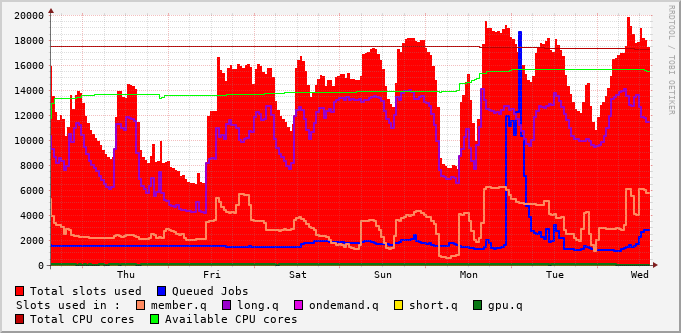 20000
18000
16000
14000
12000
10000
8000
6000
4000
2000
0
Thu Fri Sat Sun Mon Tue Wed
RRDTOOL / TOBI OETIKER
Total slots used Queued Jobs
Slots used in : member.q long.q ondemand.q short.q gpu.q
Total CPU cores Available CPU cores